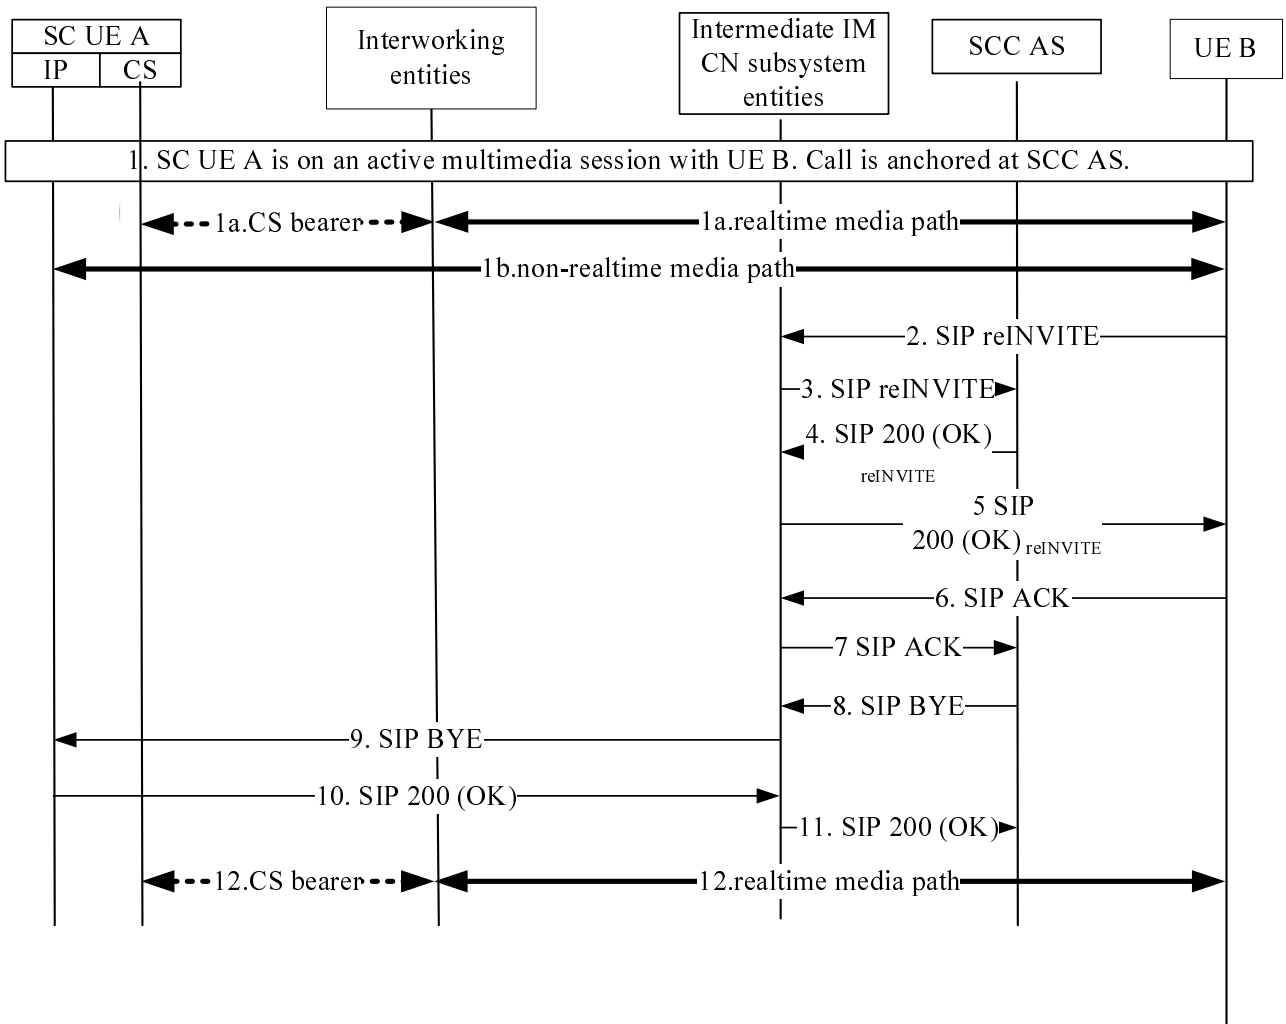 SC UE A
IP
CS
Interworking
entities
Intermediate IM
CN subsystem
entities
SCC AS
UE B
1. SC UE A is on an active multimedia session with UE B. Call is anchored at SCC AS.
1a.CS bearer
1a.realtime media path
1b.non-realtime media path
2. SIP reINVITE
3. SIP reINVITE
4. SIP 200 (OK)
reINVITE
5 SIP
200 (OK) reINVITE
6. SIP ACK
7 SIP ACK
8. SIP BYE
9. SIP BYE
10. SIP 200 (OK)
11. SIP 200 (OK)
12.CS bearer
12.realtime media path